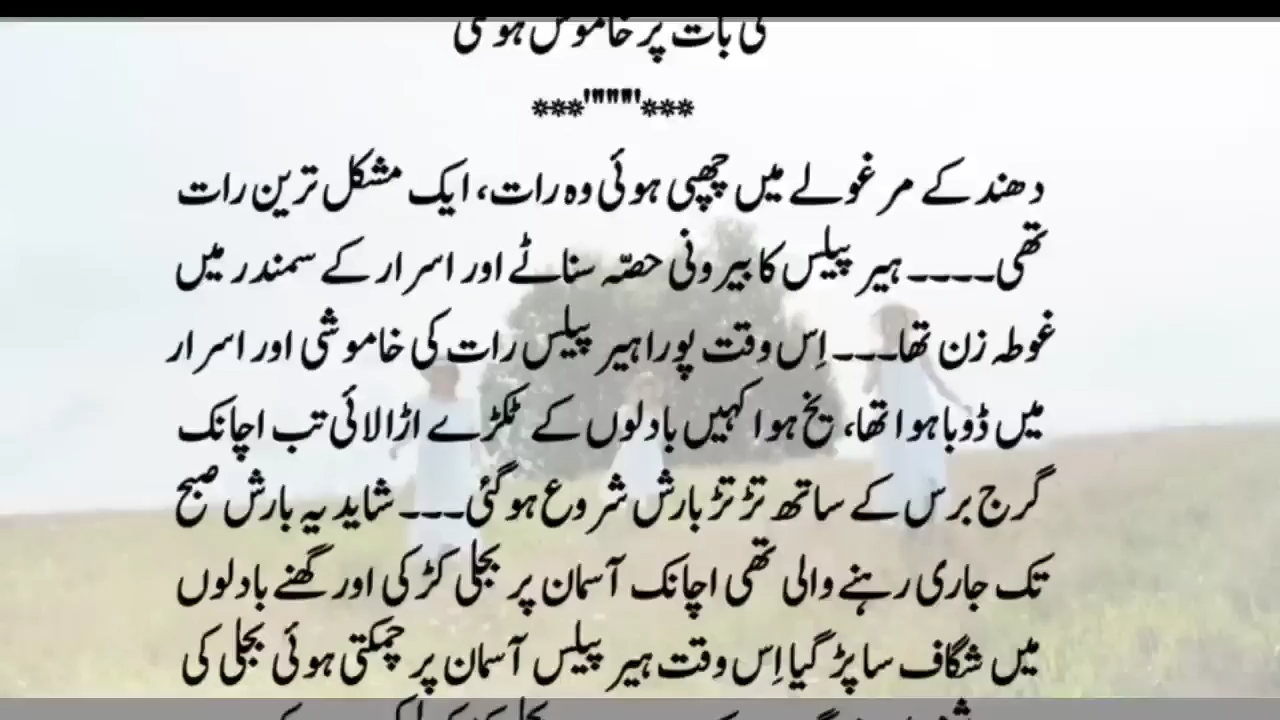 کی بات پر خاموش ہو گئی
***'""""'***
دھند کے مرغولے میں چھپی ہوئی وہ رات، ایک مشکل ترین رات
تھی۔۔۔۔ ہیر پیلس کا بیرونی حصّہ سناٹے اور اسرار کے سمندر میں
غوطہ زن تھا۔۔۔ اِس وقت پورا ہیر پیلس رات کی خاموشی اور اسرار
میں ڈوبا ہوا تھا، یخ ہوا کہیں بادلوں کے ٹکڑے اڑا لائی تب اچانک
گرج برس کے ساتھ تڑ تڑ بارش شروع ہو گئی۔۔۔ شاید یہ بارش صبح
تک جاری رہنے والی تھی اچانک آسمان پر بجلی کڑکی اور گھنے بادلوں
میں شگاف سا پڑ گیا اِس وقت ہیر پیلس آسمان پر چمکتی ہوئی بجلی کی